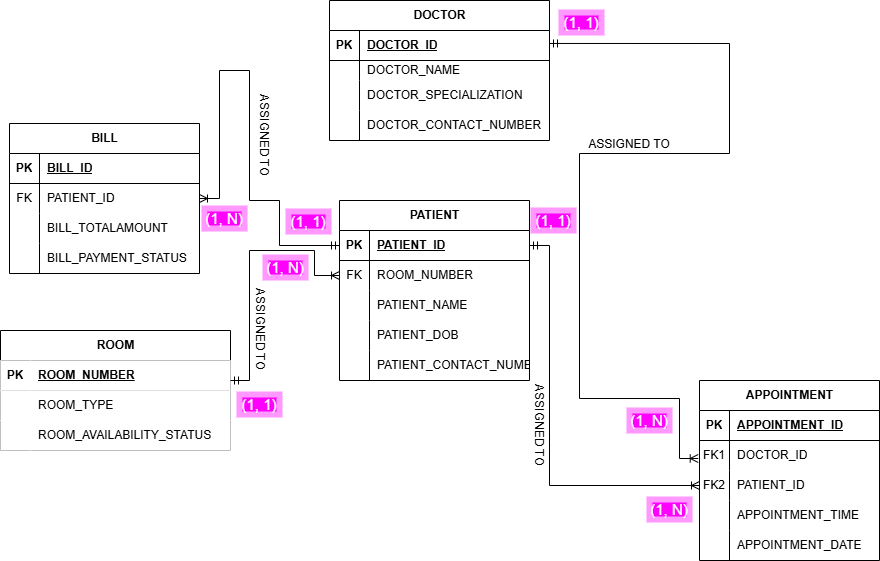 DOCTOR
(1, 1)
PK DOCTOR_ID
DOCTOR_NAME
DOCTOR_SPECIALIZATION
DOCTOR_CONTACT_NUMBER
ASSIGNED TO
ASSIGNED TO
BILL
PK BILL_ID
FK PATIENT_ID
BILL_TOTALAMOUNT
BILL_PAYMENT_STATUS
(1, N)
(1, 1)
PATIENT
(1, 1)
PK PATIENT_ID
FK ROOM_NUMBER
PATIENT_NAME
PATIENT_DOB
PATIENT_CONTACT_NUME
(1, N)
ASSIGNED TO
ROOM
PK ROOM_NUMBER
ROOM_TYPE
ROOM_AVAILABILITY_STATUS
(1, 1)
ASSIGNED TO
(1, N)
APPOINTMENT
PK APPOINTMENT_ID
FK1 DOCTOR_ID
FK2 PATIENT_ID
APPOINTMENT_TIME
APPOINTMENT_DATE
(1, N)